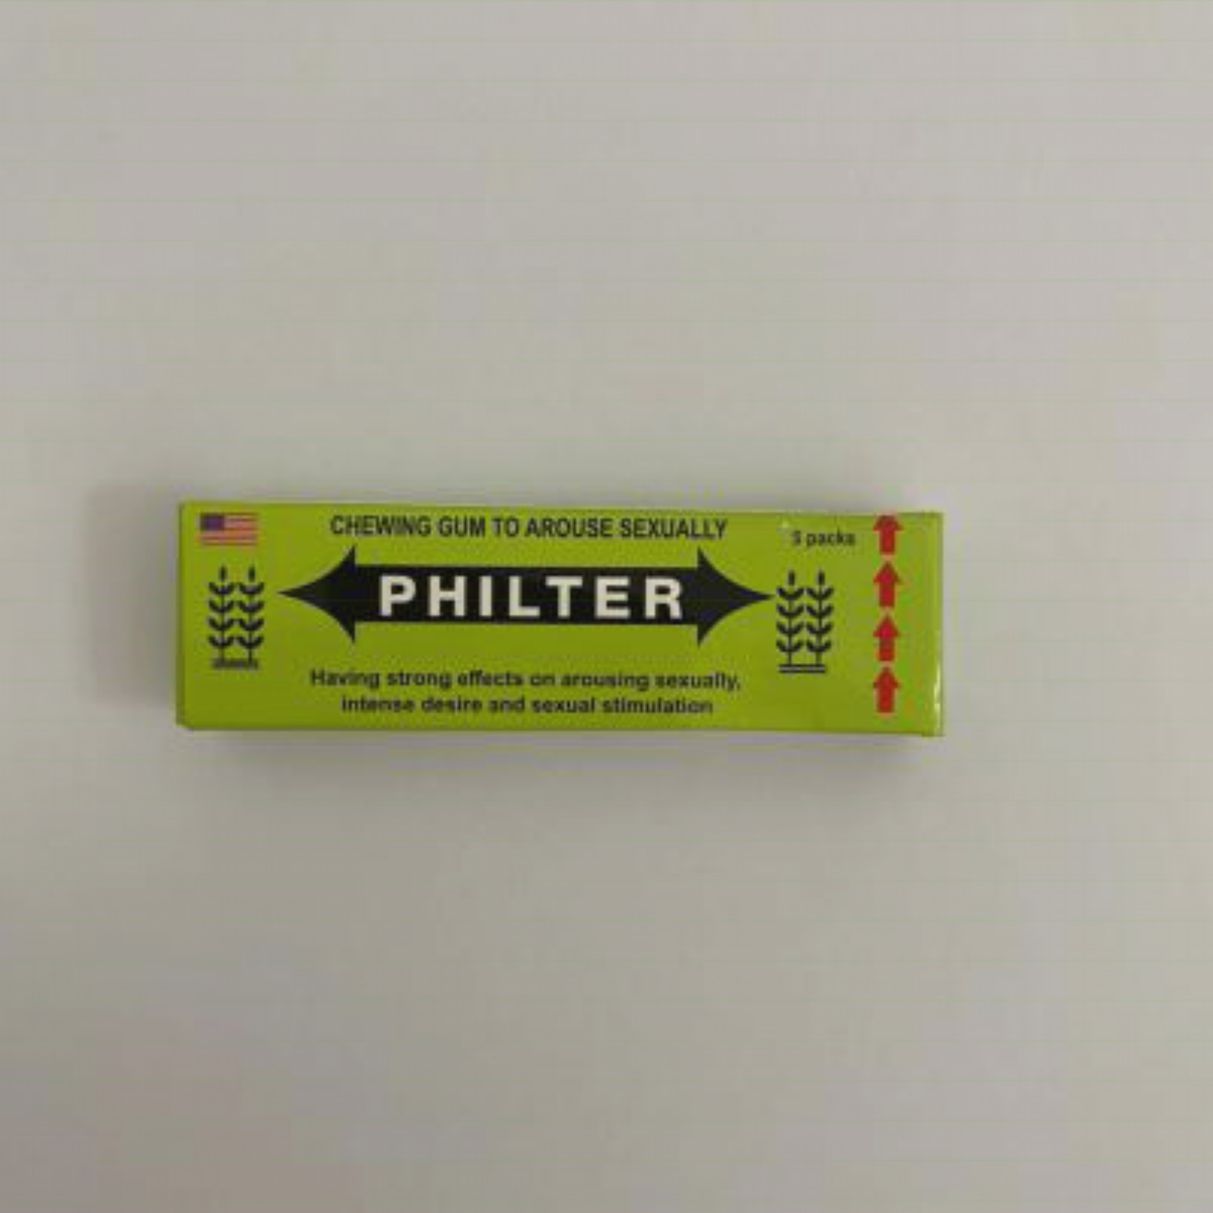 CHEWING GUM TO AROUSE SEXUALLY
5 packs
PHILTER
Having strong effects on arousing sexually,
intense desire and sexual stimulation